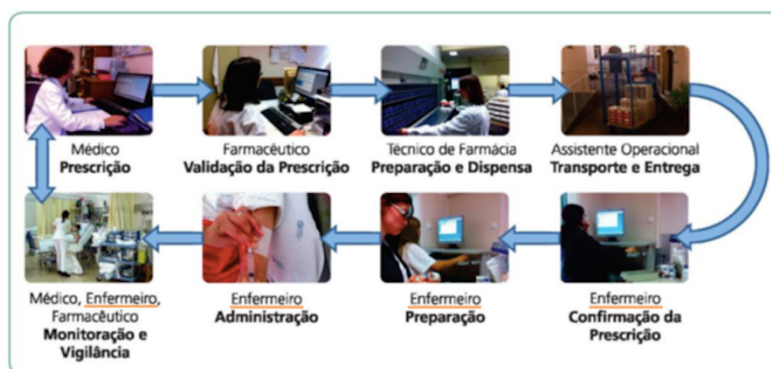 Médico
Prescrição
Farmacêutico
Validação da Prescrição
Técnico de Farmácia
Preparação e Dispensa
Assistente Operacional
Transporte e Entrega
Médico, Enfermeiro,
Farmacêutico
Monitoração e
Vigilância
Enfermeiro
Administração
Enfermeiro
Preparação
Enfermeiro
Confirmação da
Prescrição